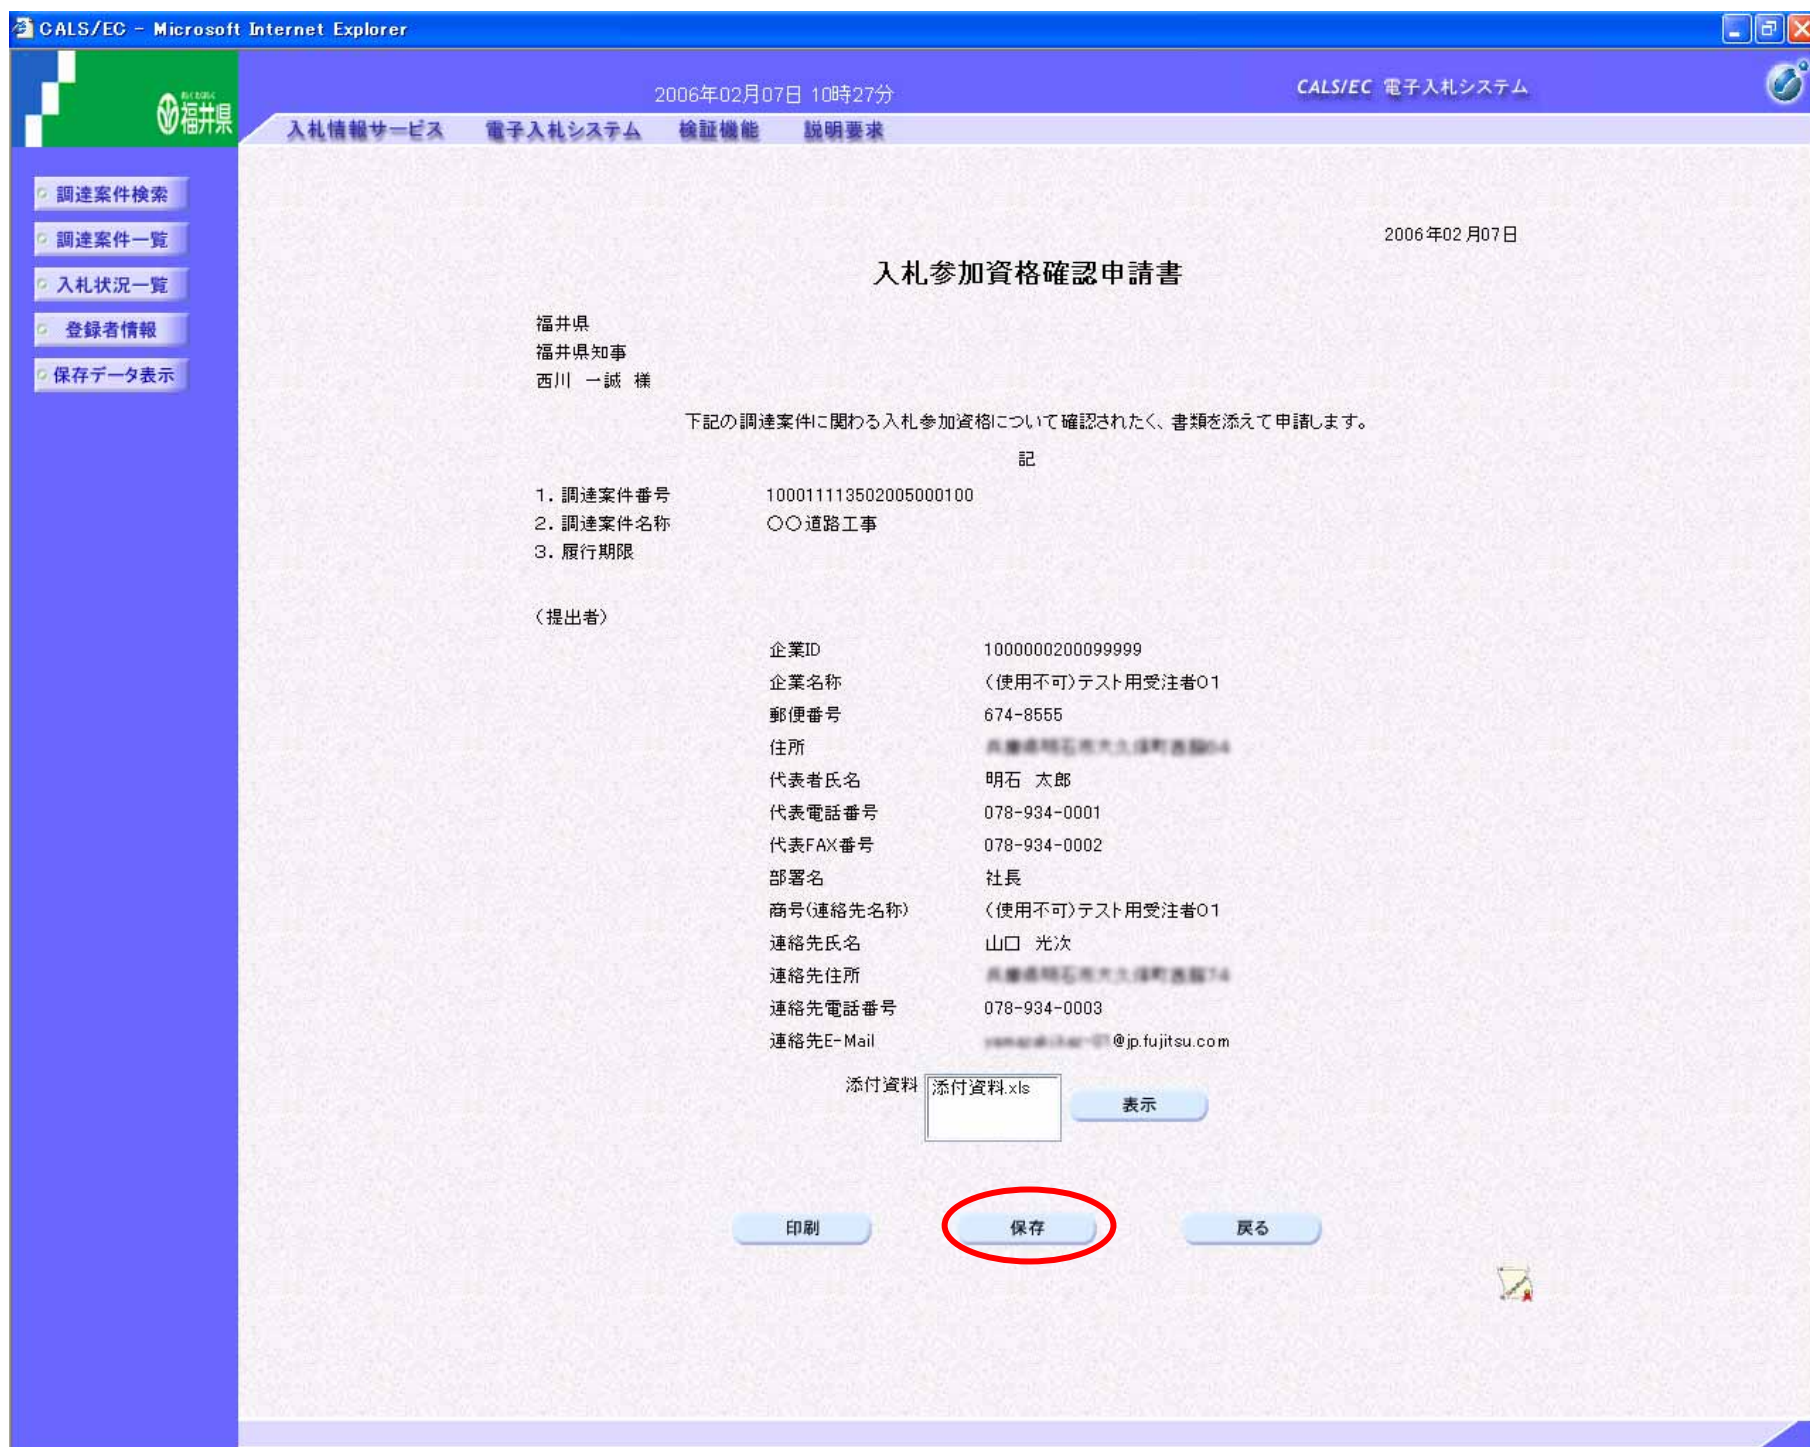 CALS/EC - Microsoft Internet Explorer
福井県
2006年02月07日 10時27分
CALS/EC 電子入札システム
入札情報サービス 電子入札システム 検証機能 説明要求
調達案件検索
調達案件一覧
入札状況一覧
登録者情報
保存データ表示
2006年02月07日
入札参加資格確認申請書
福井県
福井県知事
西川 一誠 様
下記の調達案件に関わる入札参加資格について確認されたく、書類を添えて申請します。
記
1. 調達案件番号 100011113502005000100
2. 調達案件名称 〇〇道路工事
3. 履行期限
（提出者）
企業ID 1000000200099999
企業名称 （使用不可）テスト用受注者01
郵便番号 674-8555
住所
代表者氏名 明石 太郎
代表電話番号 078-934-0001
代表FAX番号 078-934-0002
部署名 社長
商号(連絡先名称) （使用不可）テスト用受注者01
連絡先氏名 山口 光次
連絡先住所
連絡先電話番号 078-934-0003
連絡先E-Mail @jp.fujitsu.com
添付資料 添付資料.xls 表示
印刷 保存 戻る